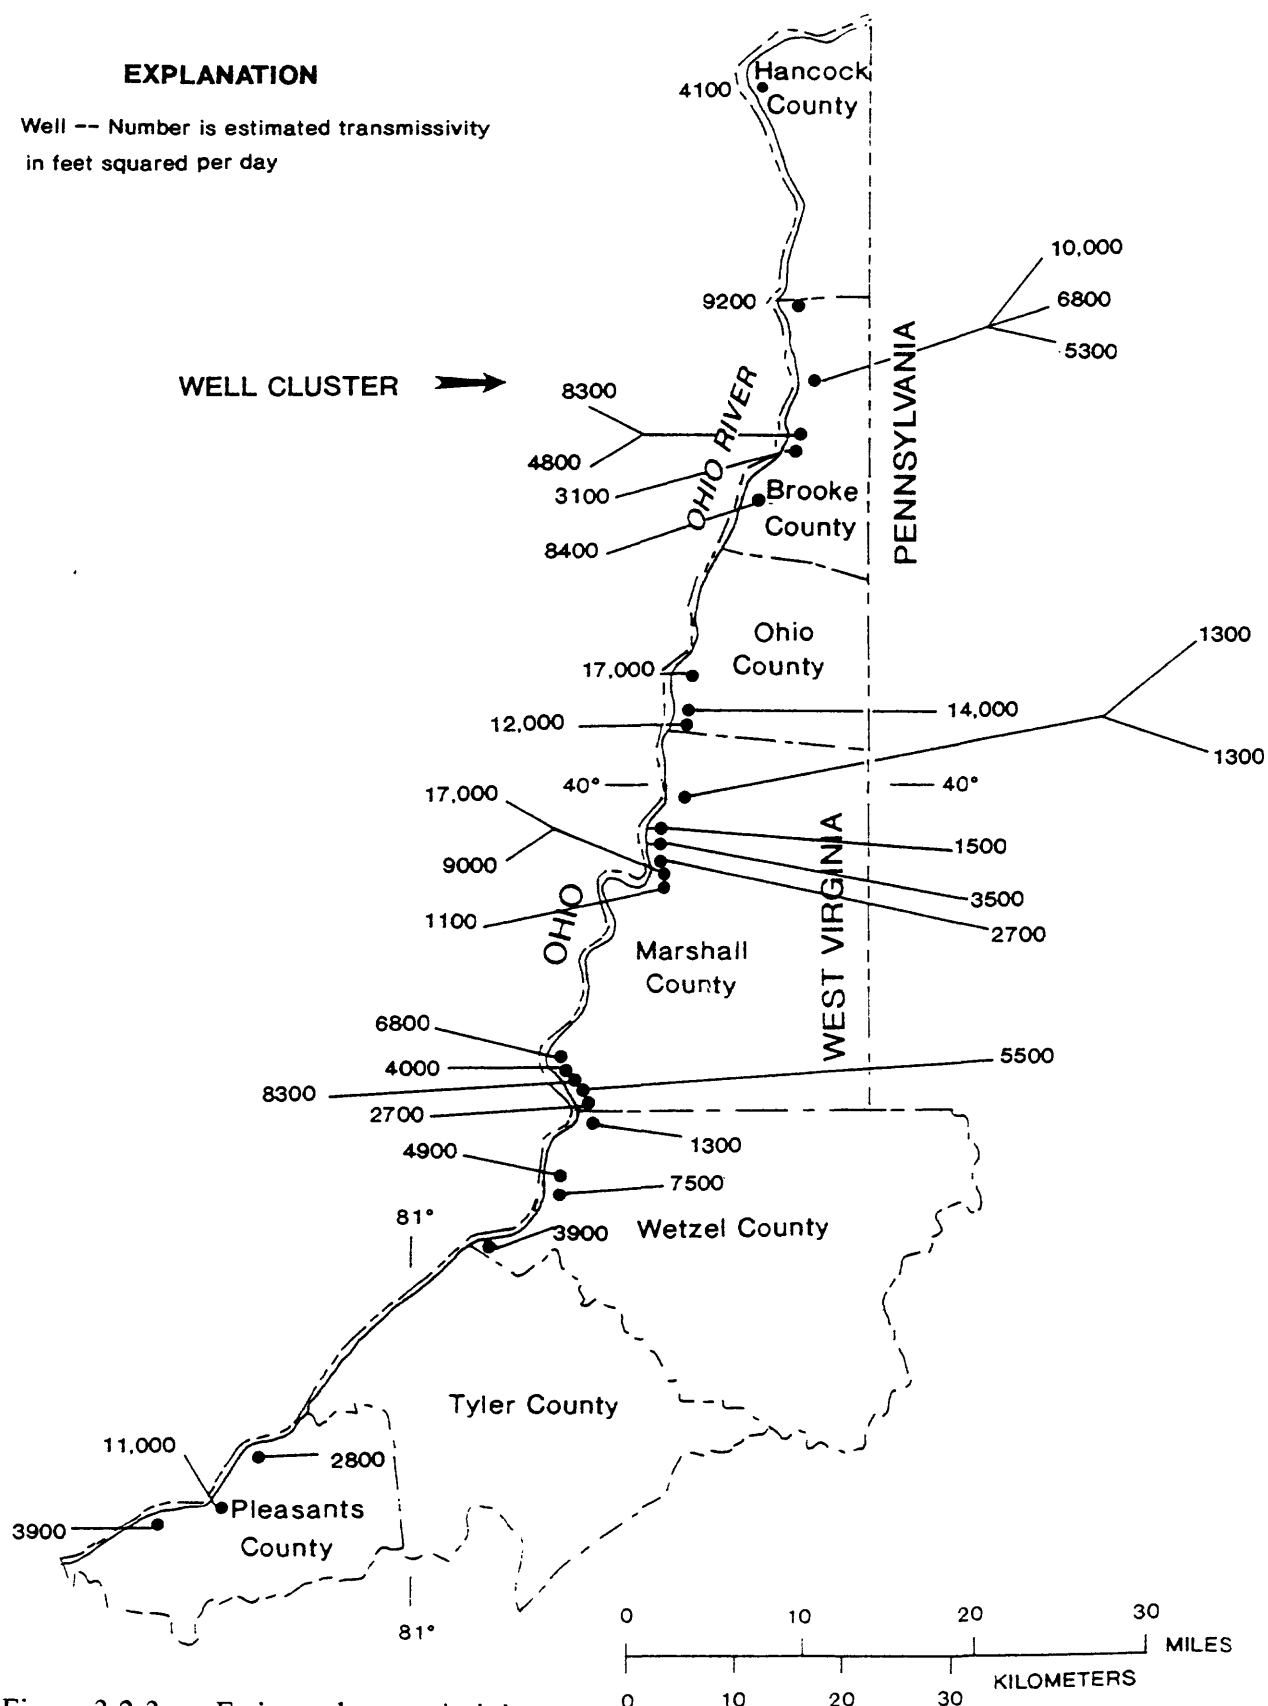 EXPLANATION
Well -- Number is estimated transmissivity
in feet squared per day
Hancock
County
4100
10,000
9200
6800
5300
WELL CLUSTER
8300
4800
3100
8400
OHIO RIVER
PENNSYLVANIA
Brooke
County
Ohio
County
1300
17,000
14,000
12,000
1300
40°
40°
17,000
9000
1500
3500
2700
1100
OHIO
WEST VIRGINIA
Marshall
County
6800
4000
8300
5500
2700
1300
4900
7500
81°
3900
Wetzel County
Tyler County
11,000
2800
Pleasants
County
3900
81°
0 10 20 30
MILES
KILOMETERS
0 10 20 30